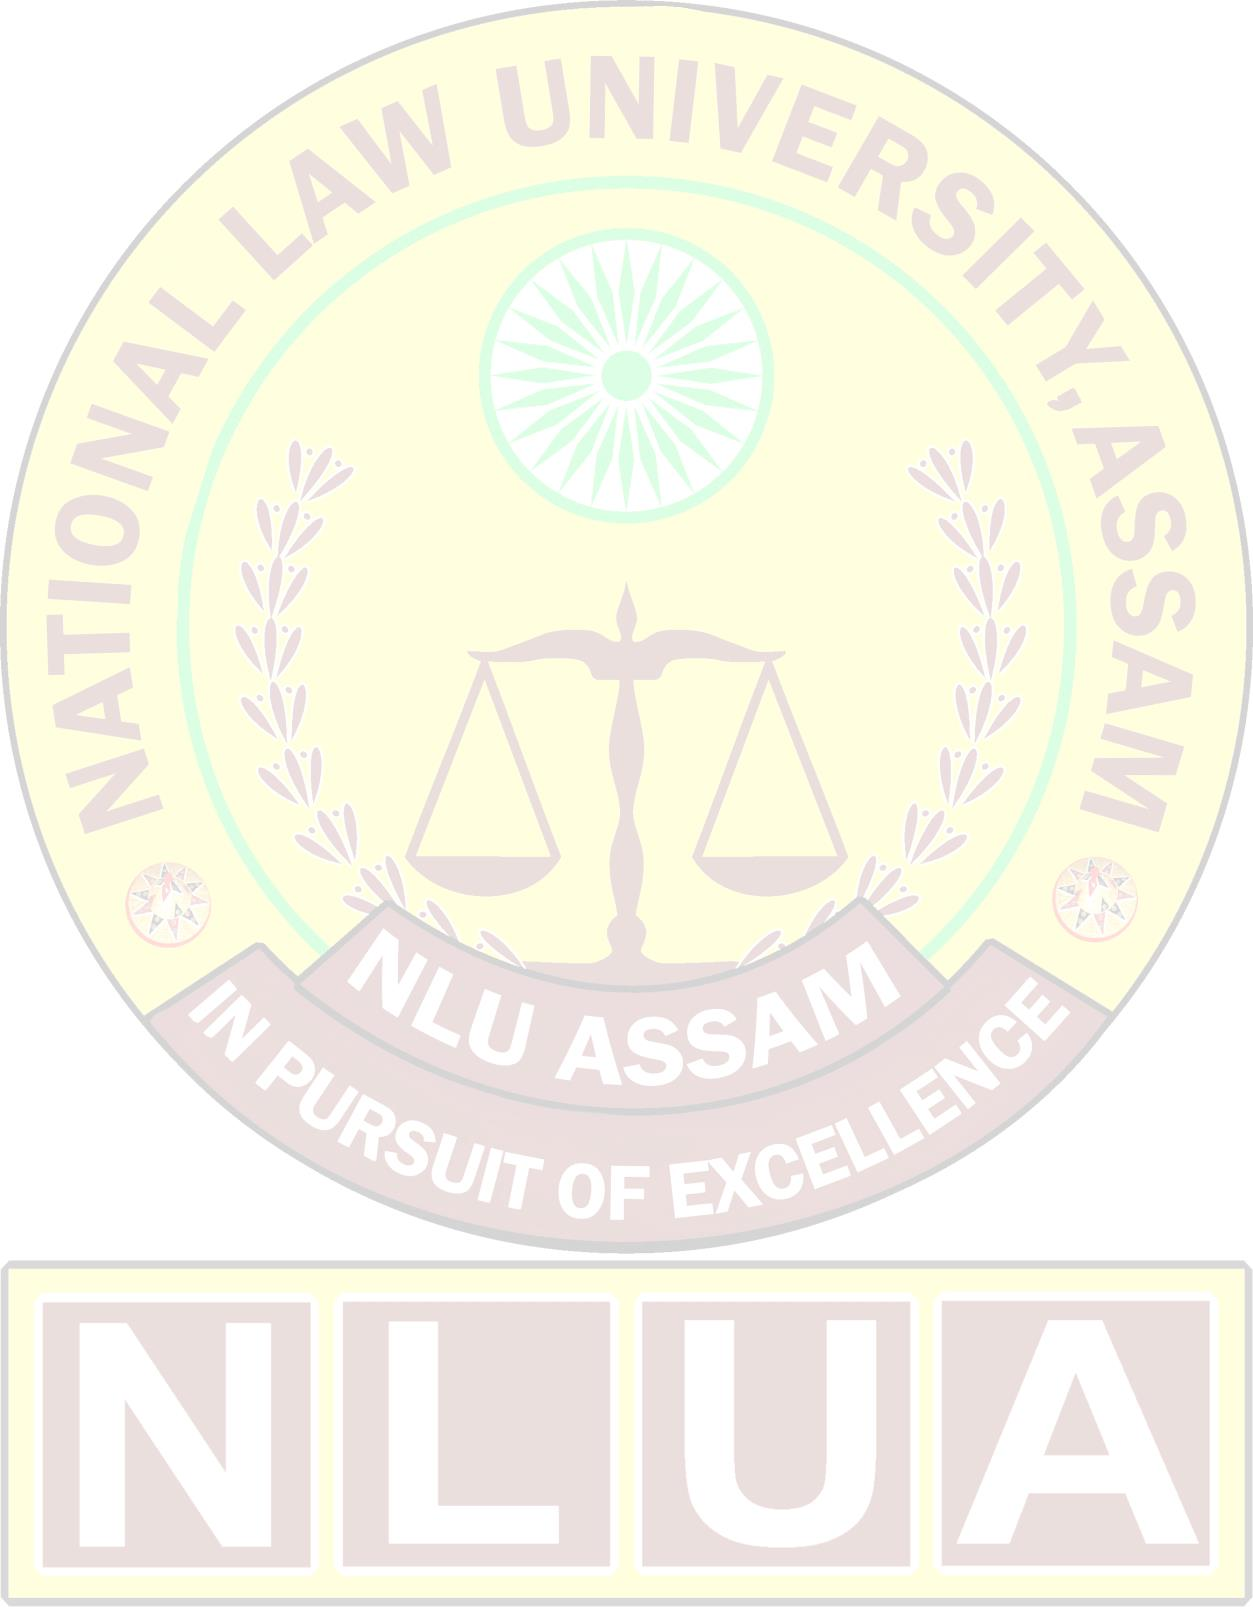 NATIONAL LAW UNIVERSITY, ASSAM
NLU ASSAM
IN PURSUIT OF EXCELLENCE
NLUA